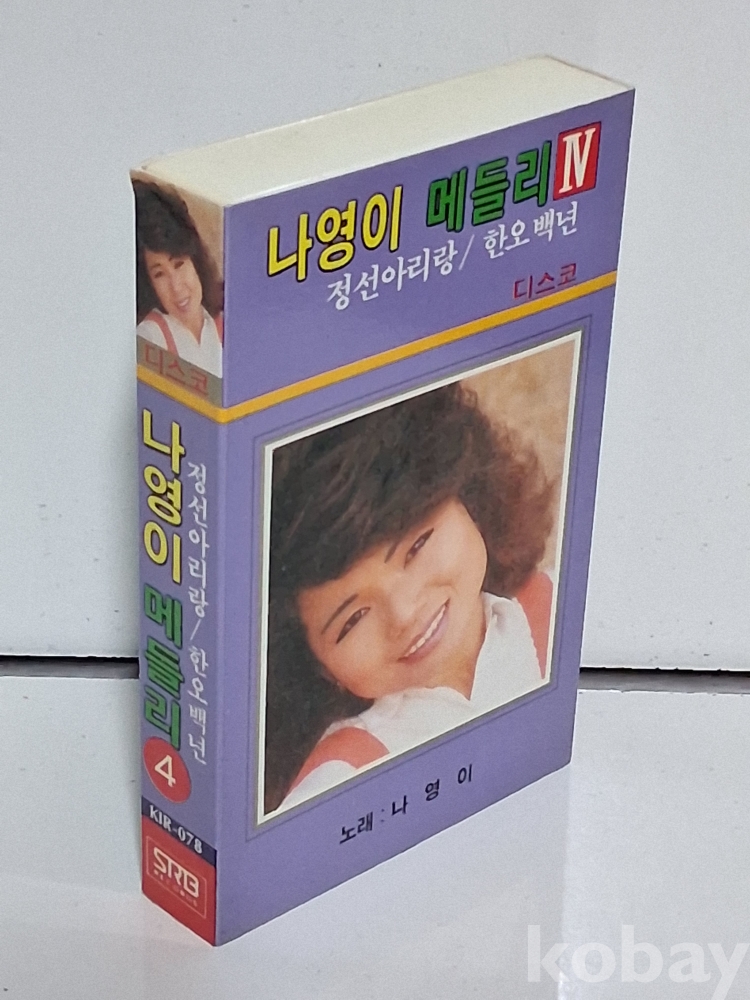 나영이 메들리 Ⅳ
정선아리랑/한오백년
디스코
노래 : 나영이
디스코
나영이 메들리 4
정선아리랑/한오백년
KIR-078
SRB
kobay